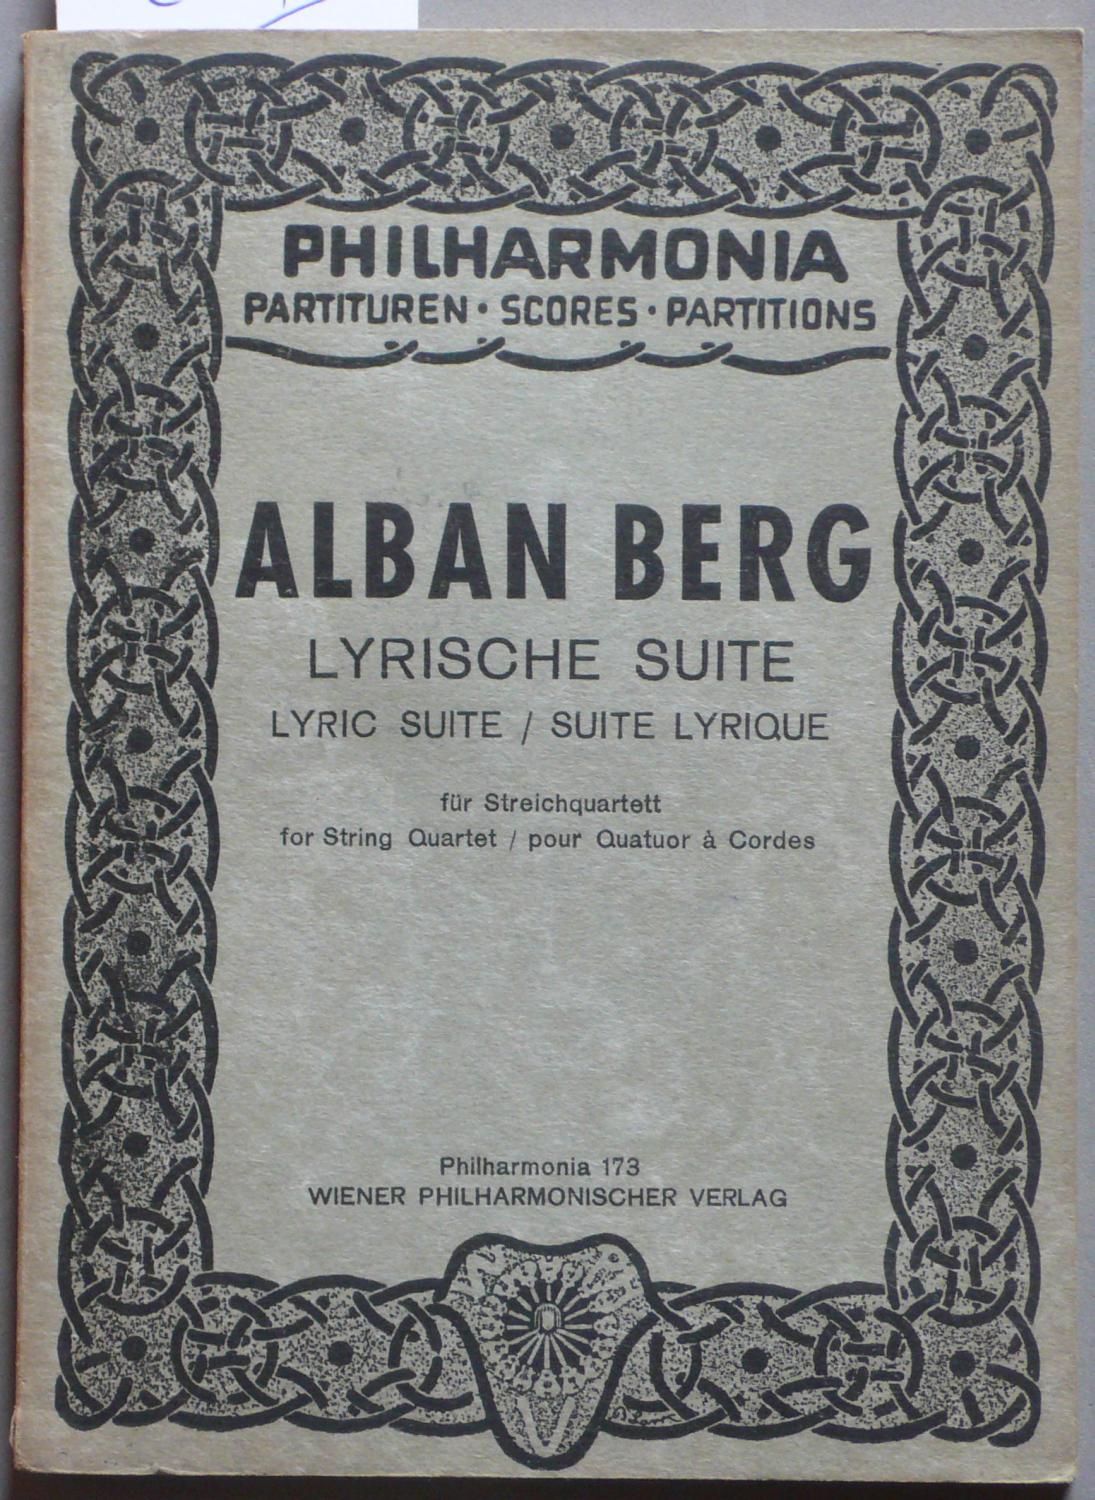 PHILHARMONIA
PARTITUREN · SCORES · PARTITIONS
ALBAN BERG
LYRISCHE SUITE
LYRIC SUITE / SUITE LYRIQUE
für Streichquartett
for String Quartet / pour Quatuor à Cordes
Philharmonia 173
WIENER PHILHARMONISCHER VERLAG